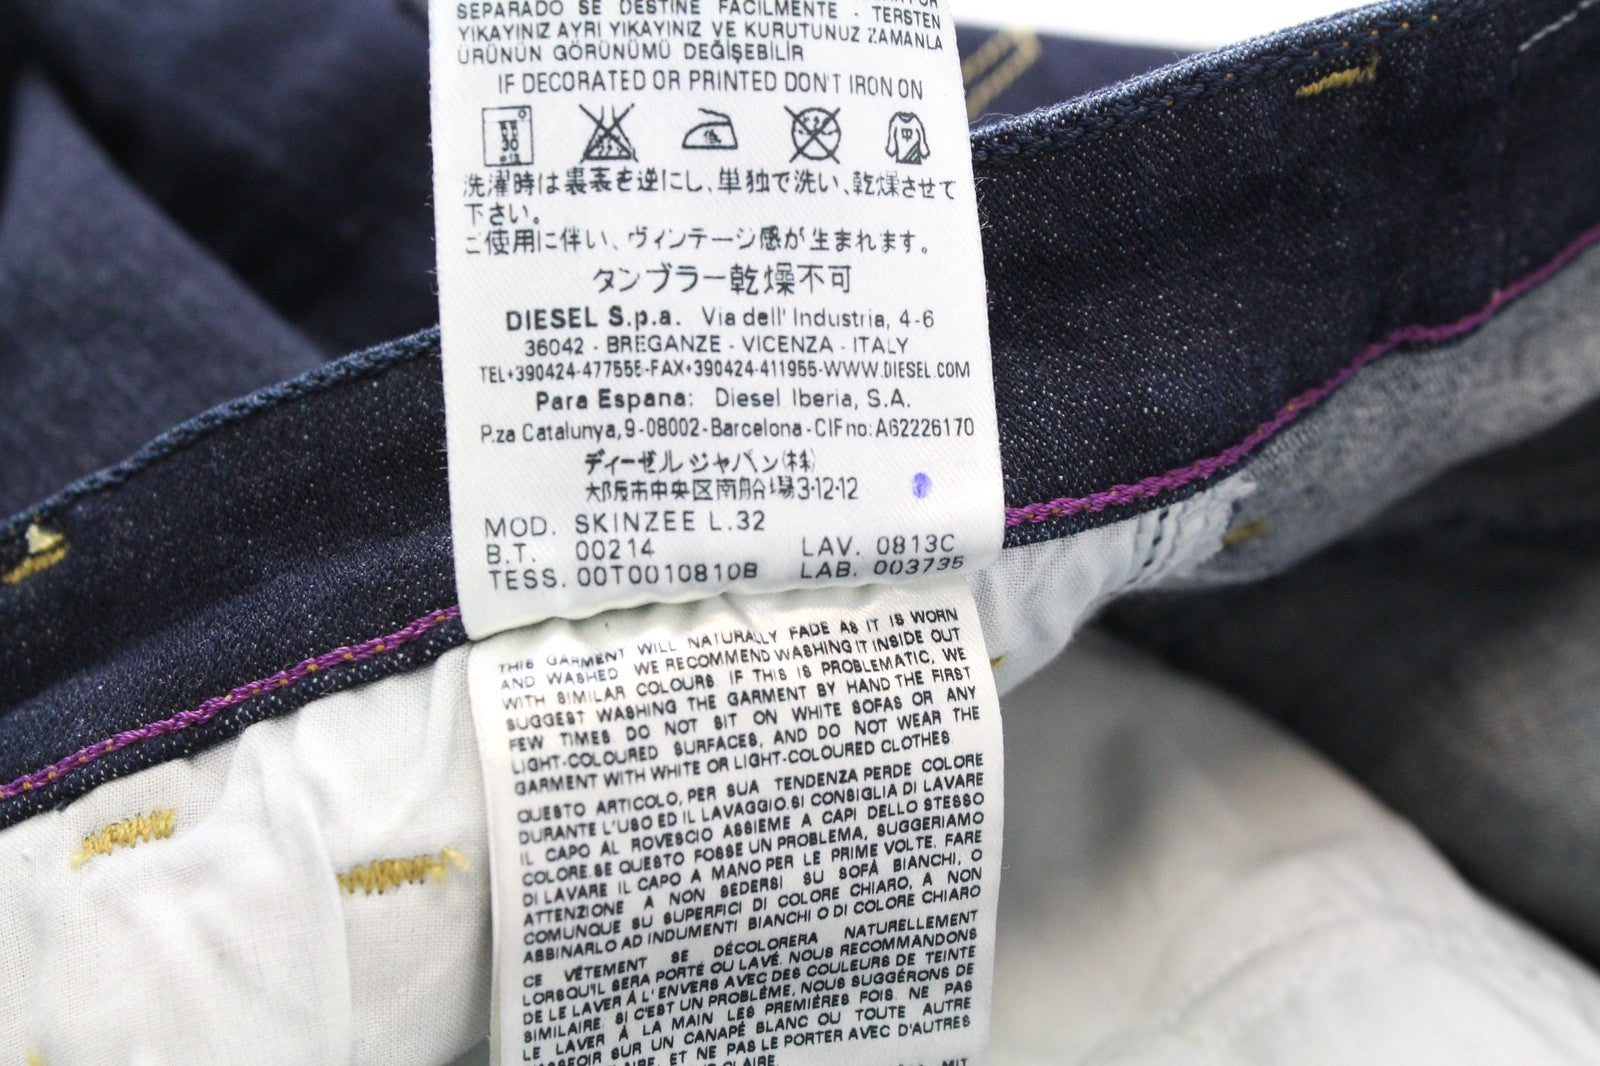 SEPARADO SE DESTINE FACILMENTE - TERSTEN
YIKAYINIZ AYRI YIKAYINIZ VE KURUTUNUZ ZAMANLA
ÜRÜNÜN GÖRÜNÜMÜ DEĞİŞEBİLİR
IF DECORATED OR PRINTED DON'T IRON ON
洗濯時は裏表を逆にし、単独で洗い、乾燥させて
下さい。
ご使用に伴い、ヴィンテージ感が生まれます。
タンブラー乾燥不可
DIESEL S.p.a. Via dell' Industria, 4-6
36042 - BREGANZE - VICENZA - ITALY
TEL+390424-477555-FAX+390424-411955-WWW.DIESEL.COM
Para Espana: Diesel Iberia, S.A.
P.za Catalunya, 9-08002-Barcelona-CIF no: A62226170
ディーゼル ジャパン(株)
大阪市中央区南船場3-12-12
MOD. SKINZEE L.32
B.T. 00214 LAV. 0813C
TESS. 00T0010810B LAB. 003735
THIS GARMENT WILL NATURALLY FADE AS IT IS WORN
AND WASHED WE RECOMMEND WASHING IT INSIDE OUT
WITH SIMILAR COLOURS IF THIS IS PROBLEMATIC, WE
SUGGEST WASHING THE GARMENT BY HAND THE FIRST
FEW TIMES DO NOT SIT ON WHITE SOFAS OR ANY
LIGHT-COLOURED SURFACES, AND DO NOT WEAR THE
GARMENT WITH WHITE OR LIGHT-COLOURED CLOTHES
QUESTO ARTICOLO, PER SUA TENDENZA PERDE COLORE
DURANTE L'USO ED IL LAVAGGIO. SI CONSIGLIA DI LAVARE
IL CAPO AL ROVESCIO ASSIEME A CAPI DELLO STESSO
COLORE. SE QUESTO FOSSE UN PROBLEMA, SUGGERIAMO
DI LAVARE IL CAPO A MANO PER LE PRIME VOLTE. FARE
ATTENZIONE A NON SEDERSI SU SOFÀ BIANCHI, O
COMUNQUE SU SUPERFICI DI COLORE CHIARO, A NON
ABBINARLO AD INDUMENTI BIANCHI O DI COLORE CHIARO
CE VÊTEMENT SE DÉCOLORERA NATURELLEMENT
LORSQU'IL SERA PORTÉ OU LAVÉ. NOUS RECOMMANDONS
DE LE LAVER À L'ENVERS AVEC DES COULEURS DE TEINTE
SIMILAIRE. SI C'EST UN PROBLÈME, NOUS SUGGÉRONS DE
LE LAVER À LA MAIN LES PREMIÈRES FOIS. NE PAS
SUR UN CANAPÉ BLANC OU TOUTE AUTRE
ET NE PAS LE PORTER AVEC D'AUTRES
CLAIRE. MIT